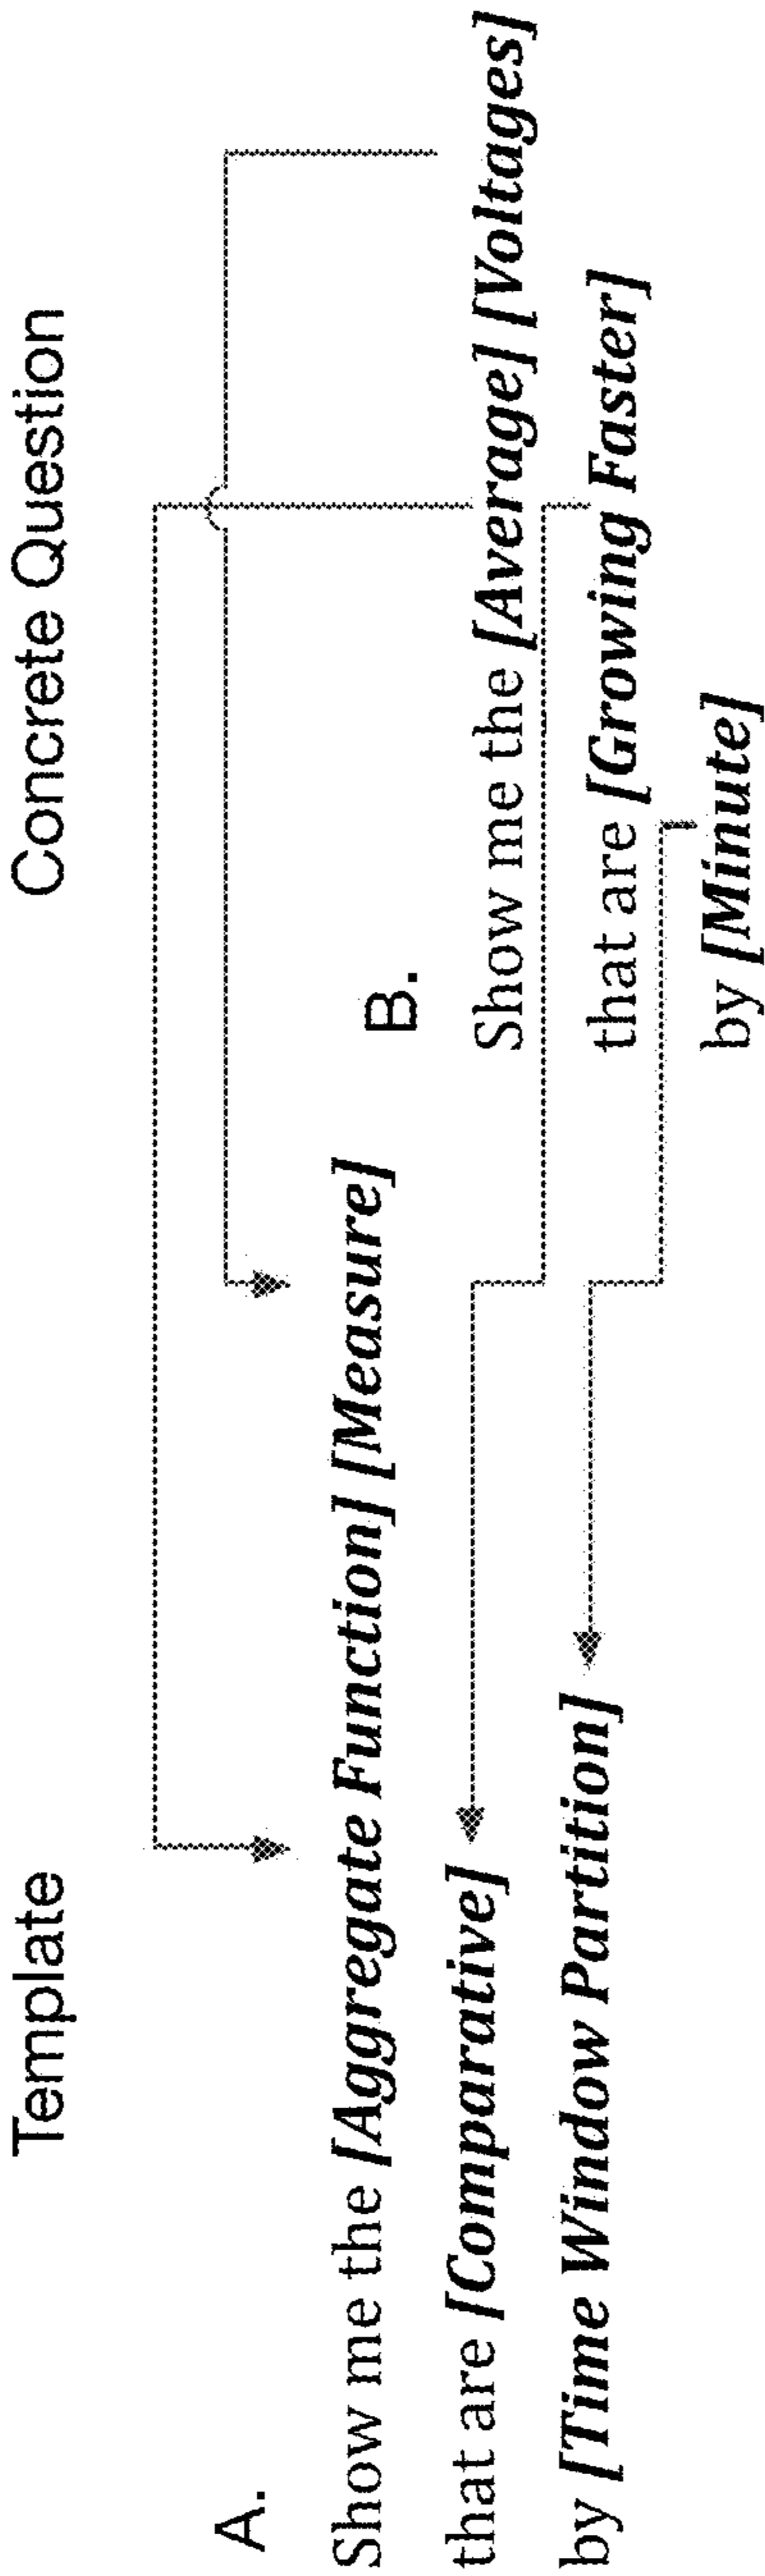 Template
A.
Show me the [Aggregate Function] [Measure]
that are [Comparative]
by [Time Window Partition]
Concrete Question
B.
Show me the [Average] [Voltages]
that are [Growing Faster]
by [Minute]